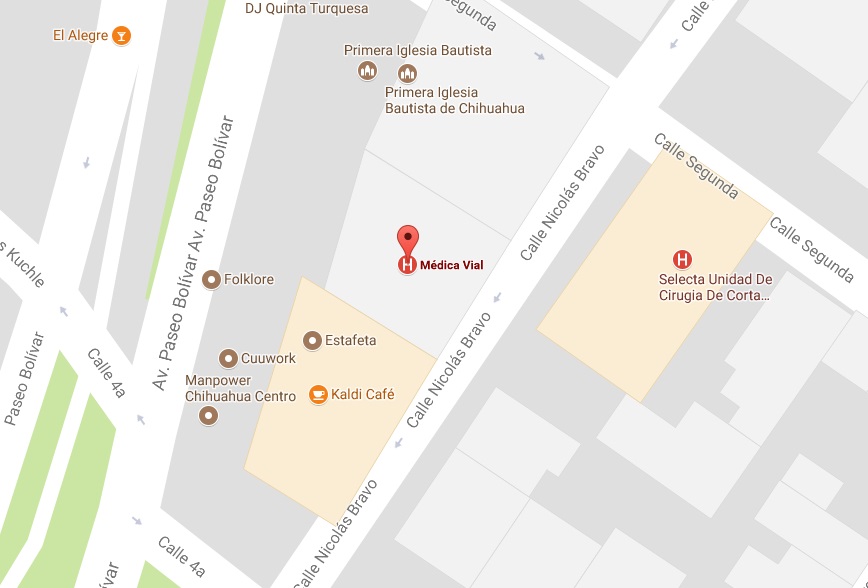 DJ Quinta Turquesa
egunda
Calle
El Alegre
Primera Iglesia Bautista
Primera Iglesia
Bautista de Chihuahua
Calle Segunda
Calle Segunda
Av. Paseo Bolívar Av. Paseo Bolívar
Calle Nicolás Bravo
s Kuchle
Médica Vial
Folklore
Selecta Unidad De
Cirugia De Corta...
Estafeta
Cuuwork
Manpower
Chihuahua Centro
Kaldi Café
Calle Nicolás Bravo
Calle 4a
Paseo Bolívar
Calle Nicolás Bravo
Calle 4a
ívar